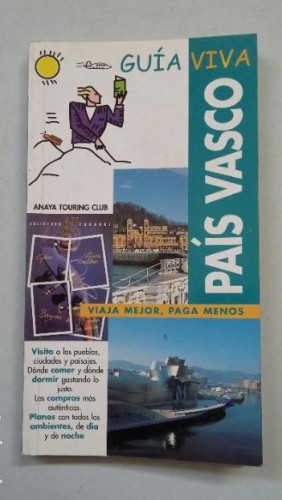 GUÍA VIVA
ANAYA TOURING CLUB
PAÍS VASCO
VIAJA MEJOR, PAGA MENOS
Visita a los pueblos,
ciudades y paisajes.
Dónde comer y dónde
dormir gastando lo
justo.
Las compras más
auténticas.
Planos con todos los
ambientes, de día
y de noche